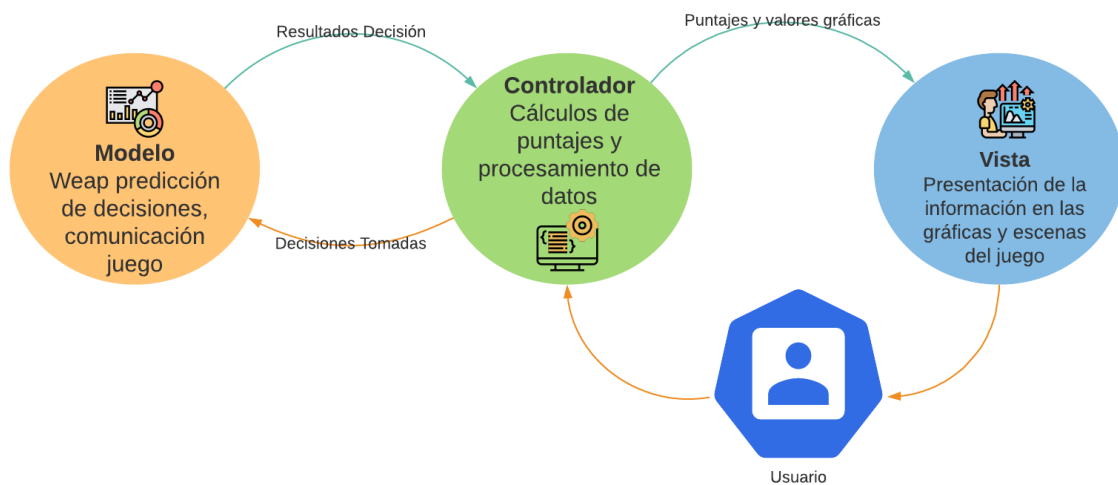 Resultados Decisión
Puntajes y valores gráficas
Modelo
Weap predicción
de decisiones,
comunicación
juego
Controlador
Cálculos de
puntajes y
procesamiento de
datos
Vista
Presentación de la
información en las
gráficas y escenas
del juego
Decisiones Tomadas
Usuario